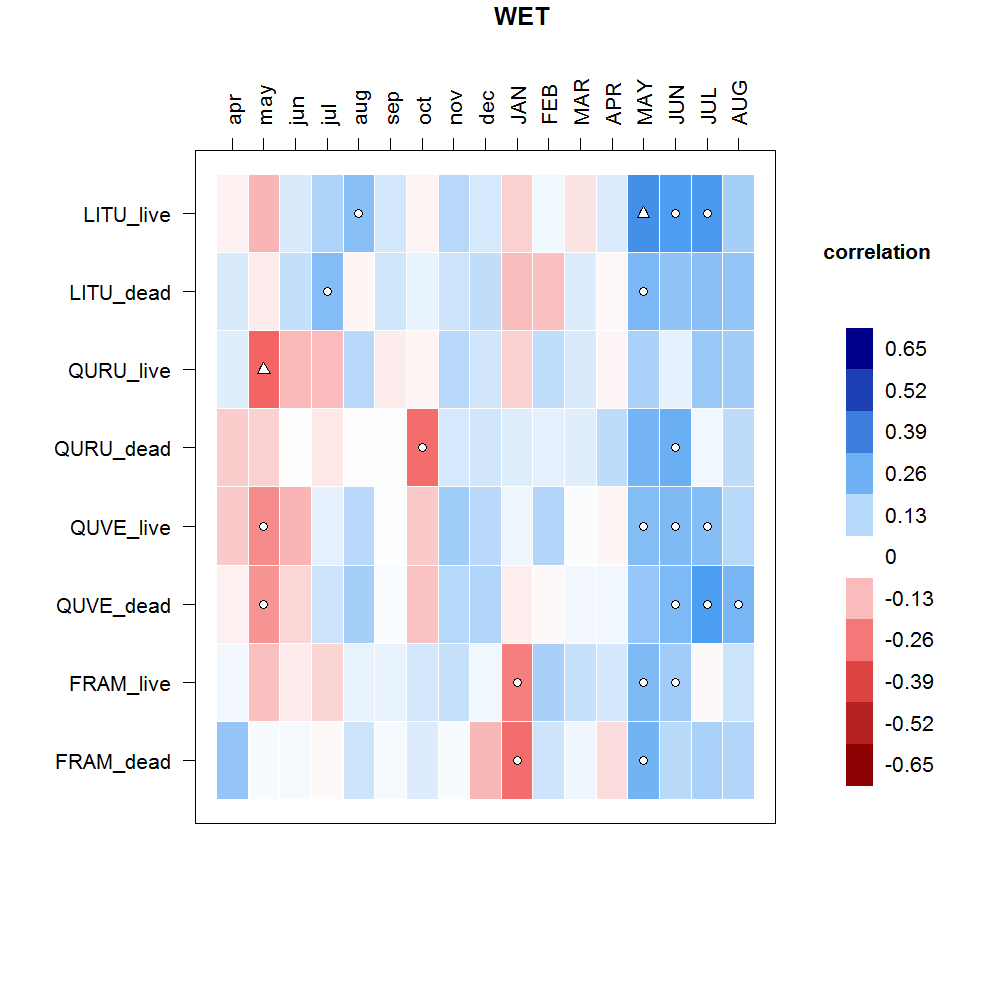 WET
apr may jun jul aug sep oct nov dec JAN FEB MAR APR MAY JUN JUL AUG
LITU_live
LITU_dead
QURU_live
QURU_dead
QUVE_live
QUVE_dead
FRAM_live
FRAM_dead
correlation
0.65
0.52
0.39
0.26
0.13
0
-0.13
-0.26
-0.39
-0.52
-0.65